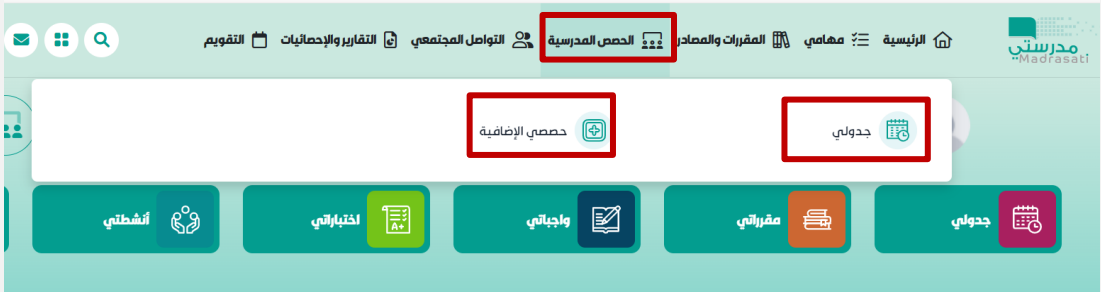 مدرستي
Madrasati
الرئيسية
مهامي
المقررات والمصادر
الحصص المدرسية
التواصل المجتمعي
التقارير والإحصائيات
التقويم
جدولي
حصصي الإضافية
جدولي
مقرراتي
واجباتي
A+
اختباراتي
أنشطتي